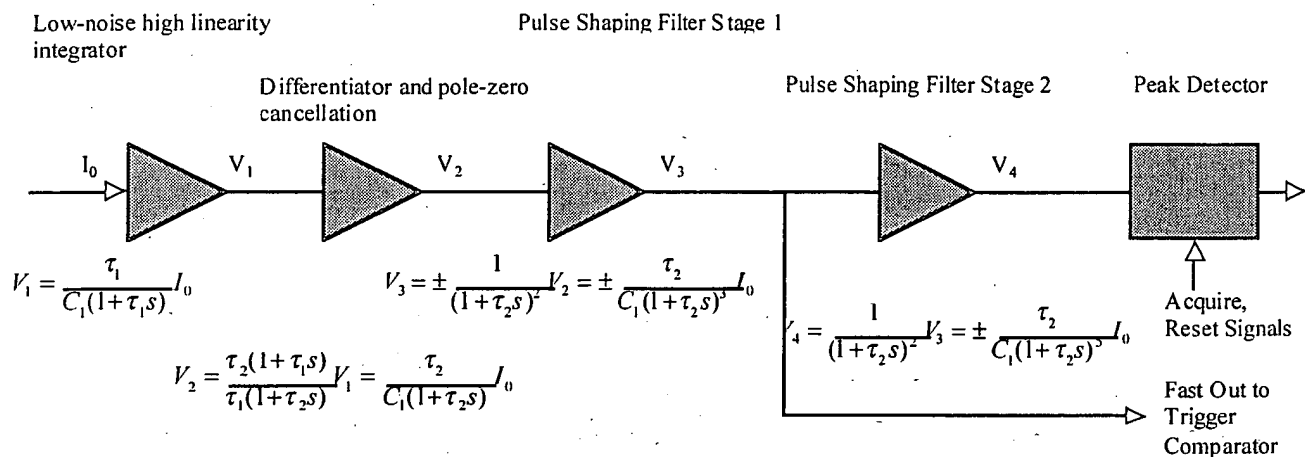 Low-noise high linearity
integrator
Pulse Shaping Filter Stage 1
Differentiator and pole-zero
cancellation
Pulse Shaping Filter Stage 2
Peak Detector
I₀
V₁
V₂
V₃
V₄
V₁ = τ₁ / C₁(1+τ₁s) I₀
V₃ = ± 1 / (1+τ₂s)² V₂ = ± τ₂ / C₁(1+τ₂s)³ I₀
V₄ = 1 / (1+τ₂s)² V₃ = ± τ₂ / C₁(1+τ₂s)⁵ I₀
Acquire,
Reset Signals
V₂ = τ₂(1+τ₁s) / τ₁(1+τ₂s) V₁ = τ₂ / C₁(1+τ₂s) I₀
Fast Out to
Trigger
Comparator